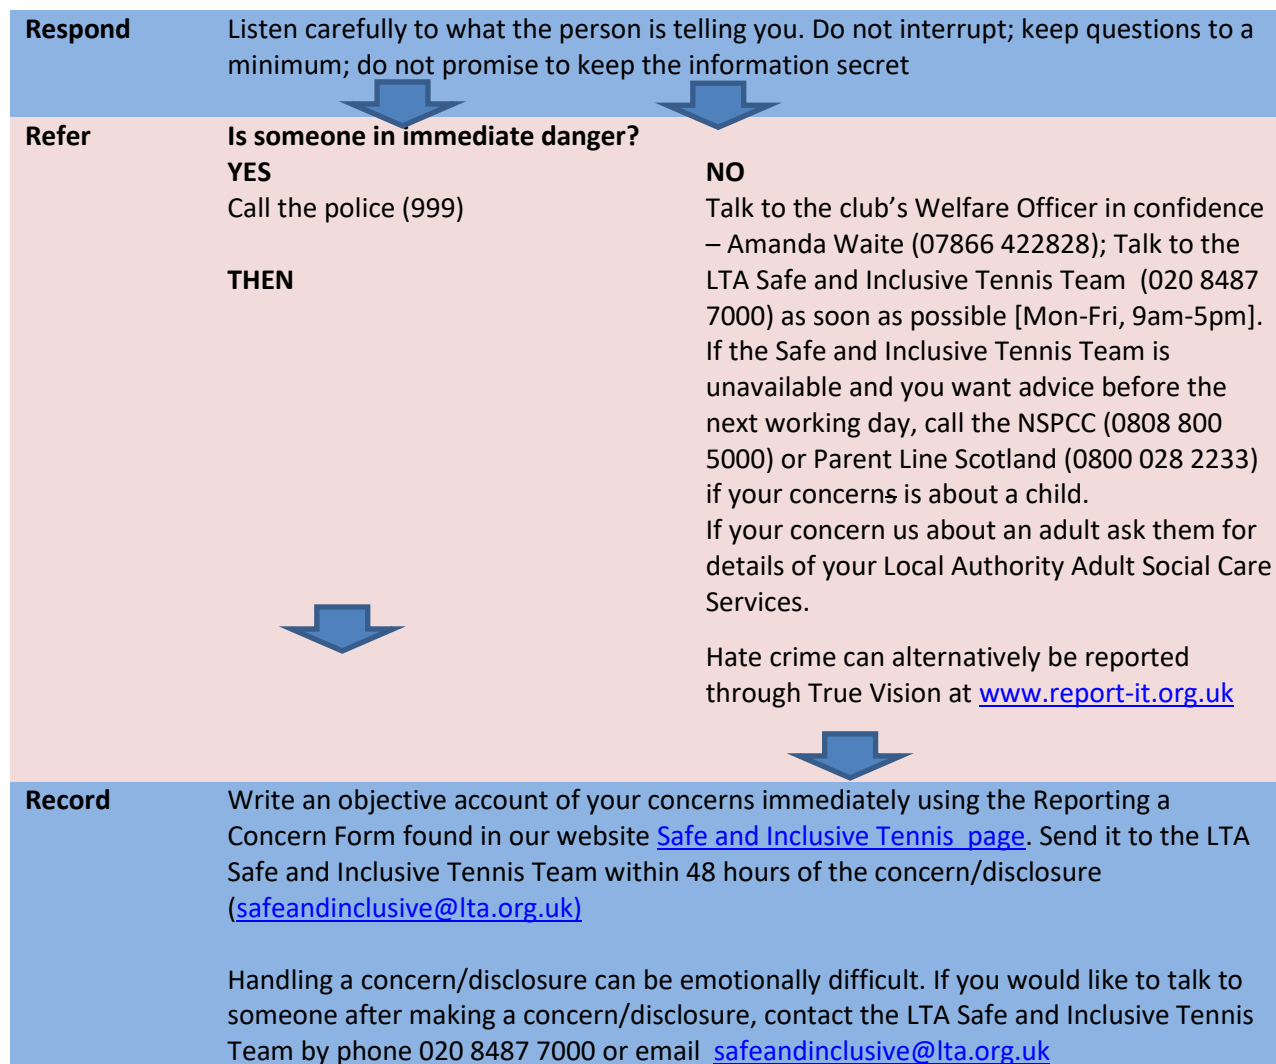 Respond
Listen carefully to what the person is telling you. Do not interrupt; keep questions to a
minimum; do not promise to keep the information secret
Refer
Is someone in immediate danger?
YES
Call the police (999)
THEN
NO
Talk to the club’s Welfare Officer in confidence
– Amanda Waite (07866 422828); Talk to the
LTA Safe and Inclusive Tennis Team (020 8487
7000) as soon as possible [Mon-Fri, 9am-5pm].
If the Safe and Inclusive Tennis Team is
unavailable and you want advice before the
next working day, call the NSPCC (0808 800
5000) or Parent Line Scotland (0800 028 2233)
if your concerns is about a child.
If your concern us about an adult ask them for
details of your Local Authority Adult Social Care
Services.
Hate crime can alternatively be reported
through True Vision at www.report-it.org.uk
Record
Write an objective account of your concerns immediately using the Reporting a
Concern Form found in our website Safe and Inclusive Tennis page. Send it to the LTA
Safe and Inclusive Tennis Team within 48 hours of the concern/disclosure
(safeandinclusive@lta.org.uk)
Handling a concern/disclosure can be emotionally difficult. If you would like to talk to
someone after making a concern/disclosure, contact the LTA Safe and Inclusive Tennis
Team by phone 020 8487 7000 or email safeandinclusive@lta.org.uk